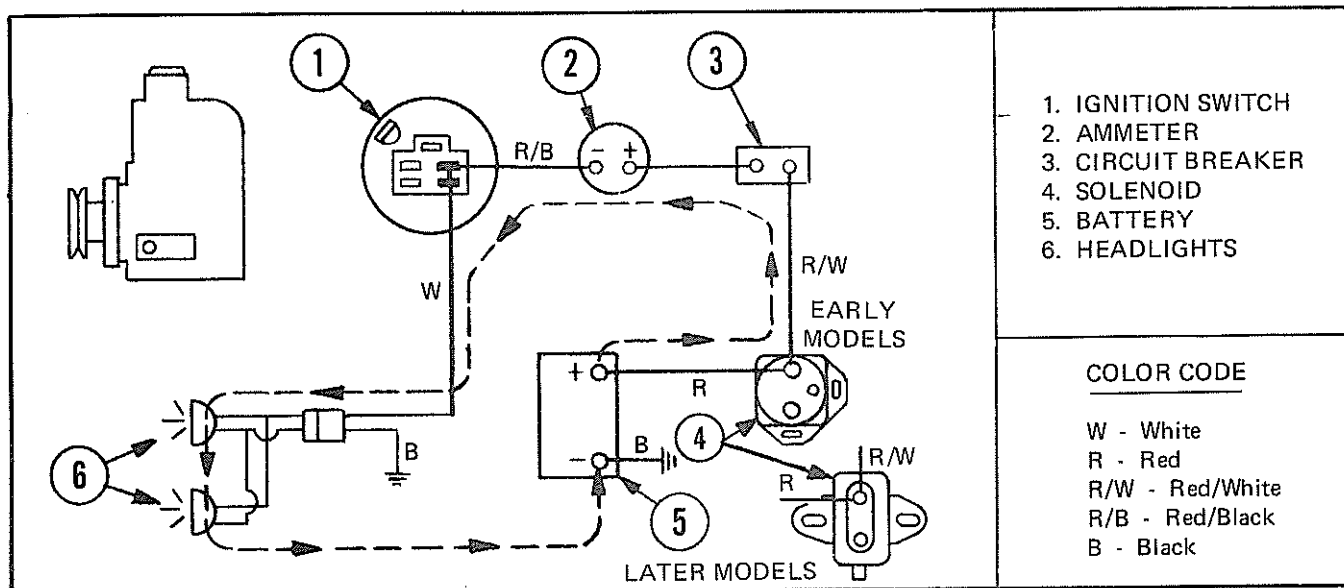 1
2
3
1. IGNITION SWITCH
2. AMMETER
3. CIRCUIT BREAKER
4. SOLENOID
5. BATTERY
6. HEADLIGHTS
R/B
- +
W
R/W
EARLY
MODELS
+
R
COLOR CODE
W - White
R - Red
R/W - Red/White
R/B - Red/Black
B - Black
6
B
-
B
4
R/W
R
5
LATER MODELS